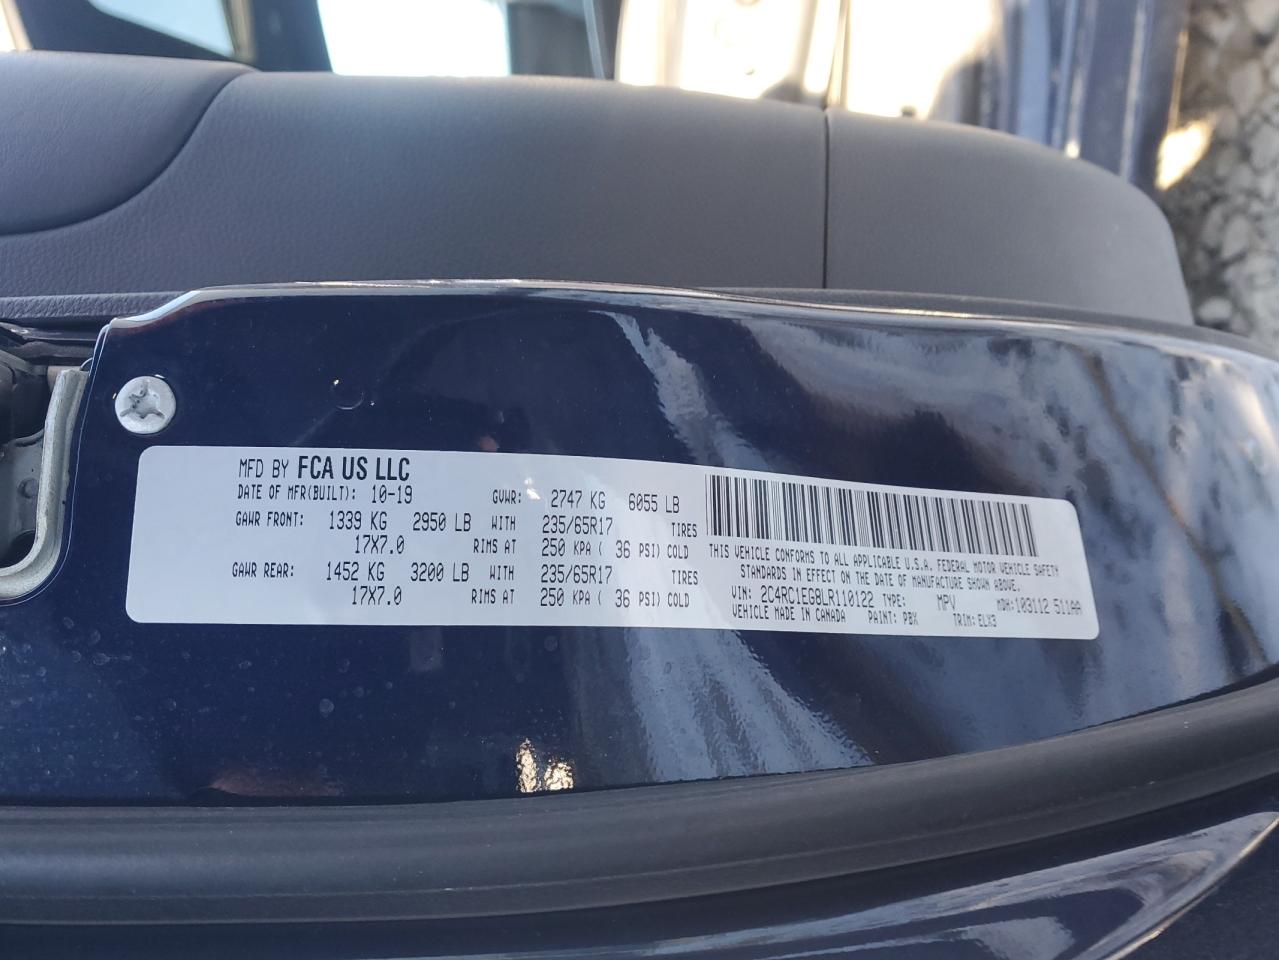 MFD BY FCA US LLC
DATE OF MFR(BUILT): 10-19 GVWR: 2747 KG 6055 LB
GAWR FRONT: 1339 KG 2950 LB WITH 235/65R17 TIRES
17X7.0 RIMS AT 250 KPA ( 36 PSI) COLD
GAWR REAR: 1452 KG 3200 LB WITH 235/65R17 TIRES
17X7.0 RIMS AT 250 KPA ( 36 PSI) COLD
THIS VEHICLE CONFORMS TO ALL APPLICABLE U.S.A. FEDERAL MOTOR VEHICLE SAFETY
STANDARDS IN EFFECT ON THE DATE OF MANUFACTURE SHOWN ABOVE.
VIN: 2C4RC1EG8LR110122 TYPE: MPV MDH:103112 511AA
VEHICLE MADE IN CANADA PAINT: PBX TRIM: ELX3